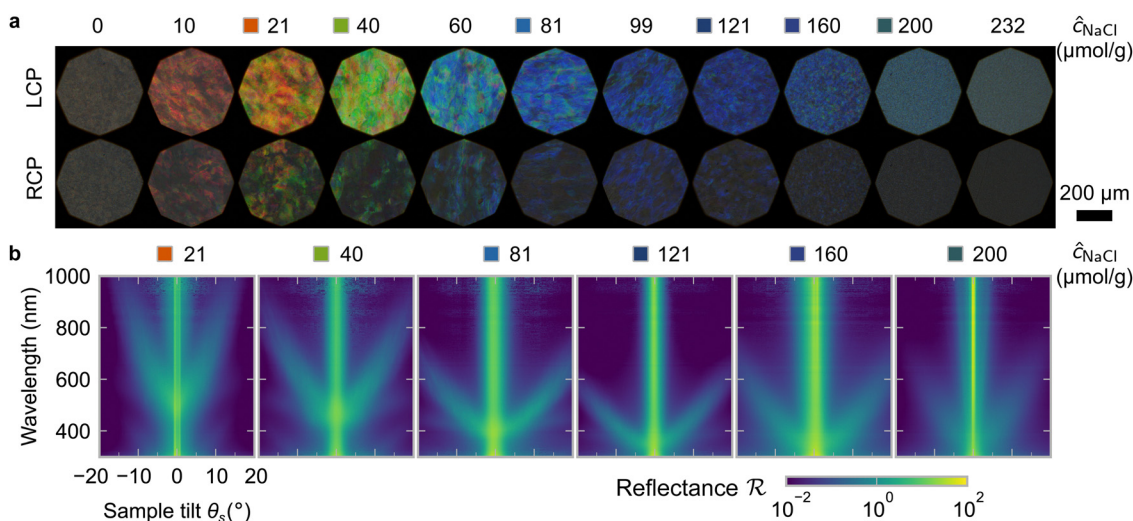 a 0 10 21 40 60 81 99 121 160 200 232 ĉNaCl
(μmol/g)
LCP
RCP
200 μm
b 21 40 81 121 160 200 ĉNaCl
(μmol/g)
Wavelength (nm)
1000
800
600
400
−20 −10 0 10 20
Sample tilt θs(°)
Reflectance ℛ
10⁻² 10⁰ 10²